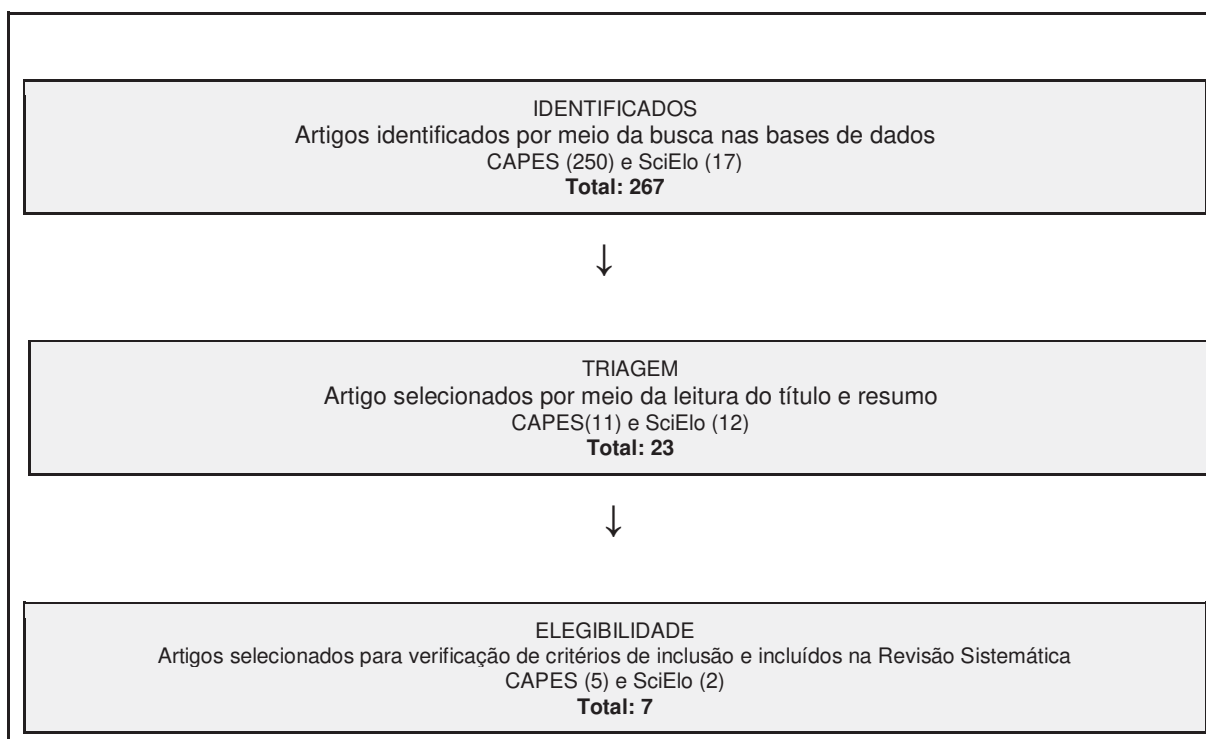 IDENTIFICADOS
Artigos identificados por meio da busca nas bases de dados
CAPES (250) e SciElo (17)
Total: 267
↓
TRIAGEM
Artigo selecionados por meio da leitura do título e resumo
CAPES(11) e SciElo (12)
Total: 23
↓
ELEGIBILIDADE
Artigos selecionados para verificação de critérios de inclusão e incluídos na Revisão Sistemática
CAPES (5) e SciElo (2)
Total: 7